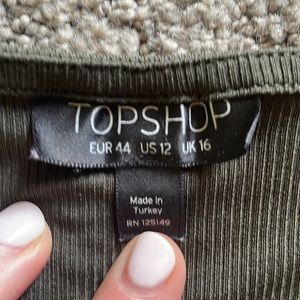 TOPSHOP
EUR 44 US 12 UK 16
Made in
Turkey
RN 125149